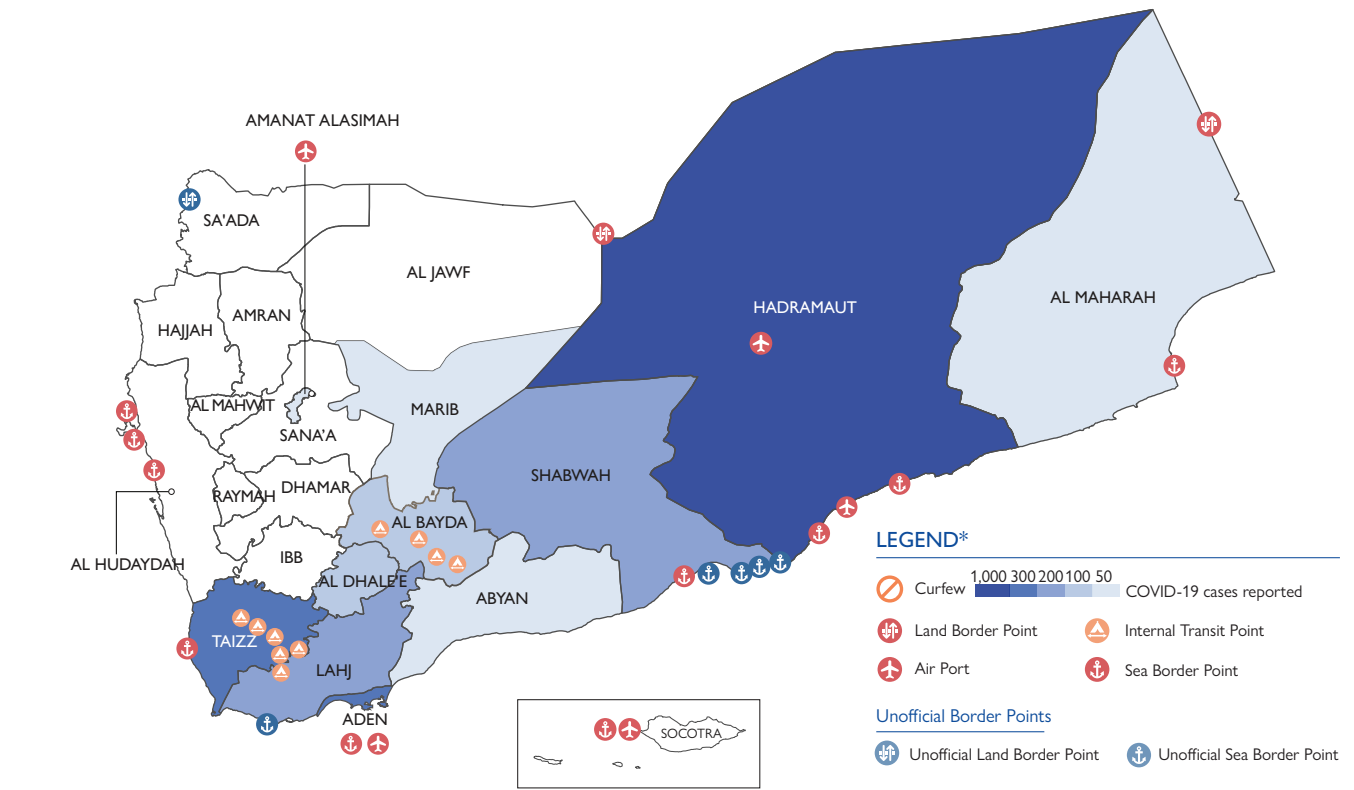 AMANAT ALASIMAH
SA'ADA
AL JAWF
HADRAMAUT
AL MAHARAH
HAJJAH
AMRAN
AL MAHWIT
MARIB
SANA'A
SHABWAH
RAYMAH
DHAMAR
AL BAYDA
IBB
AL HUDAYDAH
AL DHALE'E
ABYAN
TAIZZ
LAHJ
ADEN
SOCOTRA
LEGEND*
Curfew
1,000 300 200 100 50
COVID-19 cases reported
Land Border Point
Internal Transit Point
Air Port
Sea Border Point
Unofficial Border Points
Unofficial Land Border Point
Unofficial Sea Border Point